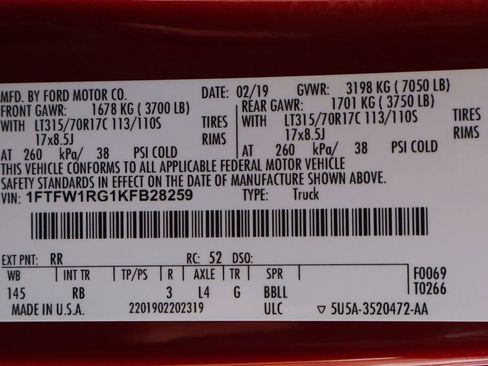 MFD. BY FORD MOTOR CO. DATE: 02/19 GVWR: 3198 KG ( 7050 LB)
FRONT GAWR: 1678 KG ( 3700 LB) REAR GAWR: 1701 KG ( 3750 LB)
WITH LT315/70R17C 113/110S TIRES WITH LT315/70R17C 113/110S TIRES
17x8.5J RIMS 17x8.5J RIMS
AT 260 kPa/ 38 PSI COLD AT 260 kPa/ 38 PSI COLD
THIS VEHICLE CONFORMS TO ALL APPLICABLE FEDERAL MOTOR VEHICLE
SAFETY STANDARDS IN EFFECT ON THE DATE OF MANUFACTURE SHOWN ABOVE.
VIN: 1FTFW1RG1KFB28259 TYPE: Truck
EXT PNT: RR RC: 52 DSO:
WB INT TR TP/PS R AXLE TR SPR F0069
145 RB 3 L4 G BBLL T0266
MADE IN U.S.A. 2201902202319 ULC ▽ 5U5A-3520472-AA